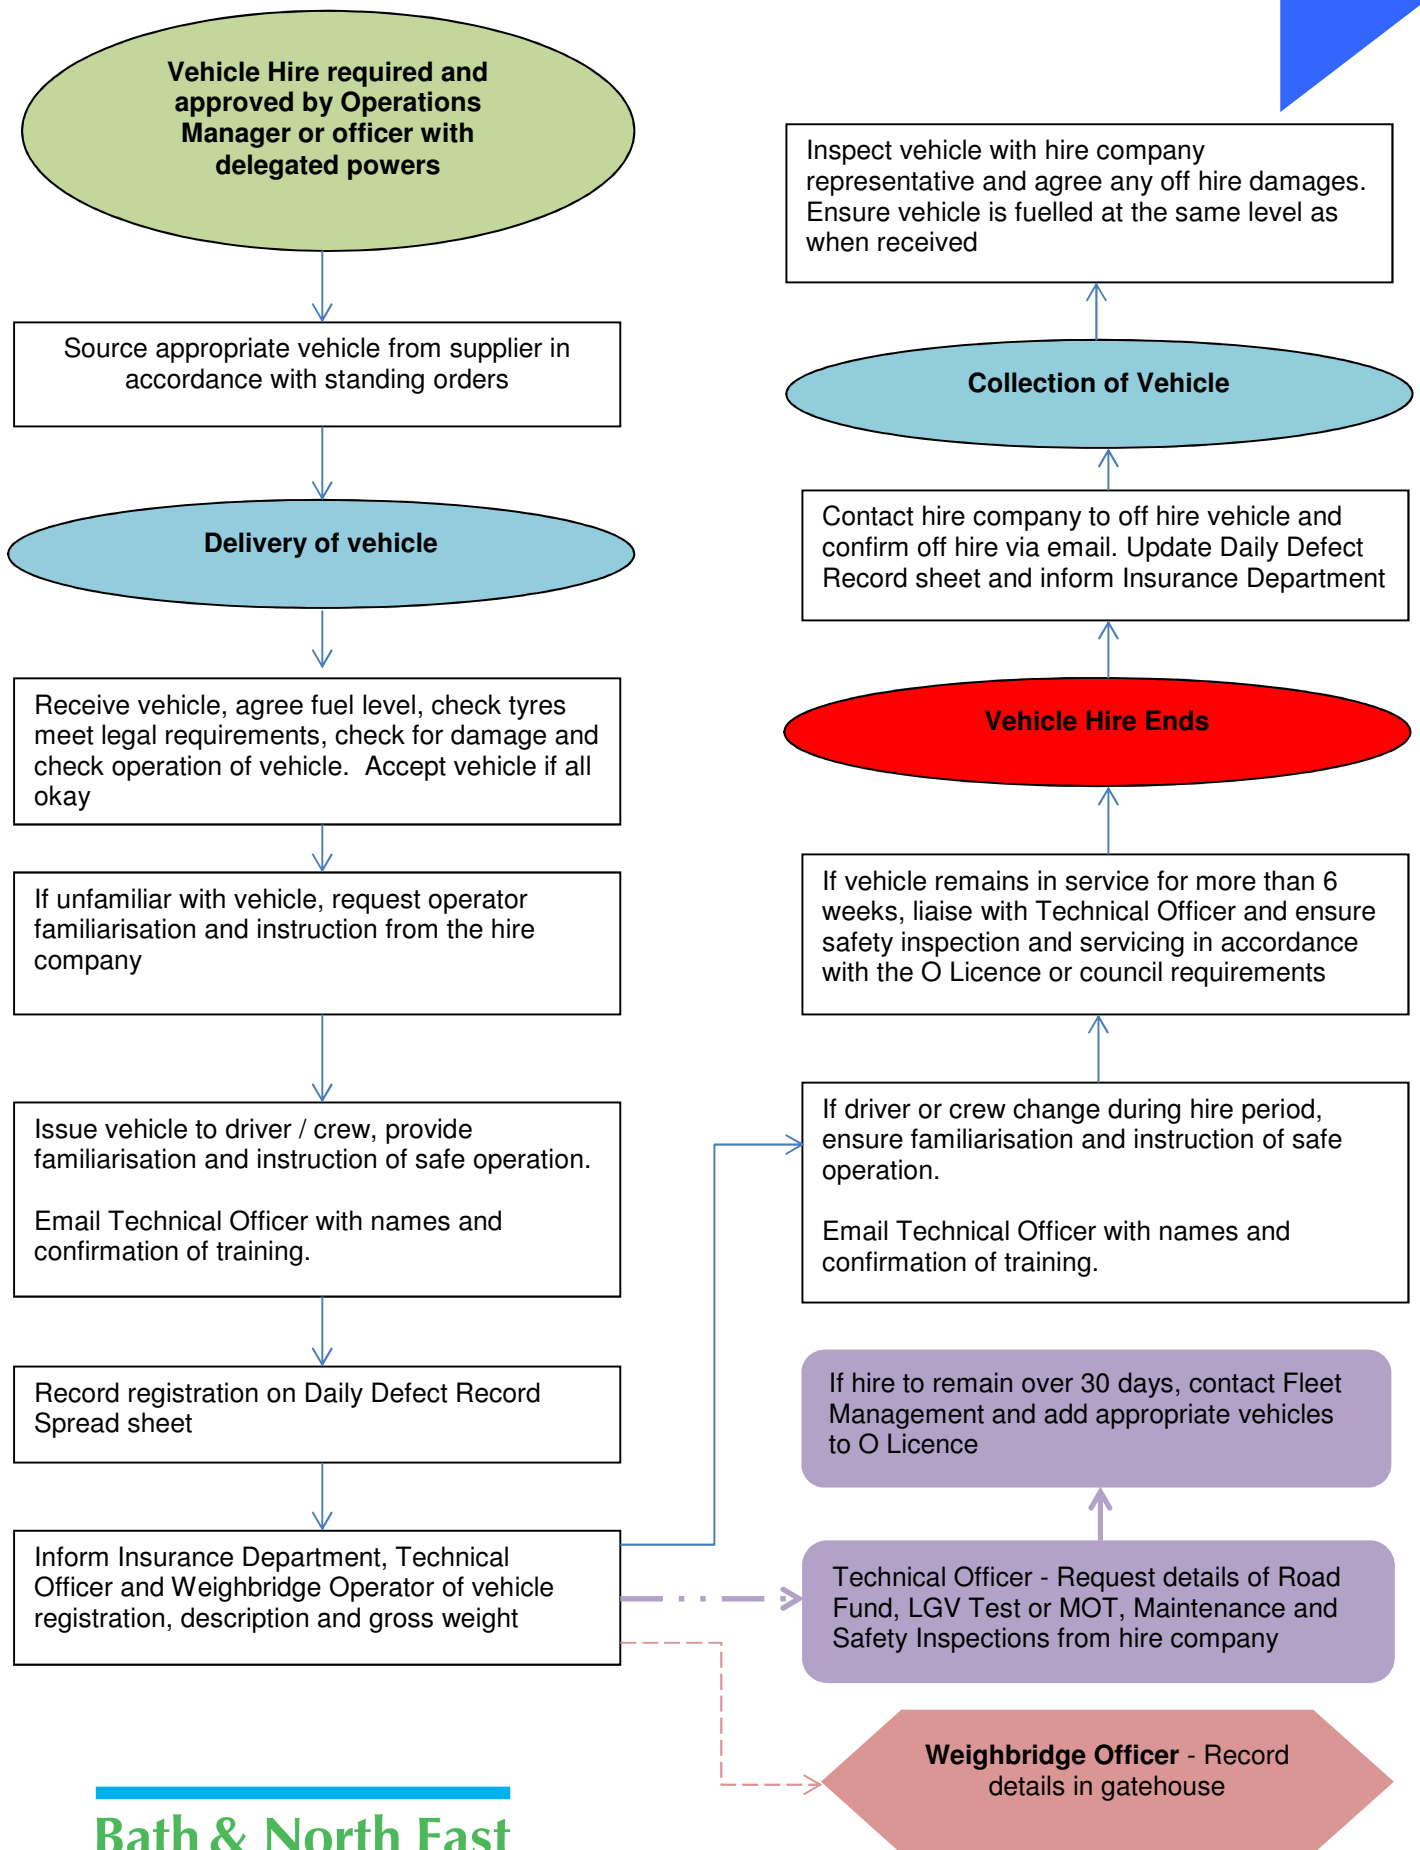 Vehicle Hire required and
approved by Operations
Manager or officer with
delegated powers
Source appropriate vehicle from supplier in
accordance with standing orders
Delivery of vehicle
Receive vehicle, agree fuel level, check tyres
meet legal requirements, check for damage and
check operation of vehicle.  Accept vehicle if all
okay
If unfamiliar with vehicle, request operator
familiarisation and instruction from the hire
company
Issue vehicle to driver / crew, provide
familiarisation and instruction of safe operation.
Email Technical Officer with names and
confirmation of training.
Record registration on Daily Defect Record
Spread sheet
Inform Insurance Department, Technical
Officer and Weighbridge Operator of vehicle
registration, description and gross weight
Inspect vehicle with hire company
representative and agree any off hire damages.
Ensure vehicle is fuelled at the same level as
when received
Collection of Vehicle
Contact hire company to off hire vehicle and
confirm off hire via email. Update Daily Defect
Record sheet and inform Insurance Department
Vehicle Hire Ends
If vehicle remains in service for more than 6
weeks, liaise with Technical Officer and ensure
safety inspection and servicing in accordance
with the O Licence or council requirements
If driver or crew change during hire period,
ensure familiarisation and instruction of safe
operation.
Email Technical Officer with names and
confirmation of training.
If hire to remain over 30 days, contact Fleet
Management and add appropriate vehicles
to O Licence
Technical Officer - Request details of Road
Fund, LGV Test or MOT, Maintenance and
Safety Inspections from hire company
Weighbridge Officer - Record
details in gatehouse
Bath & North East